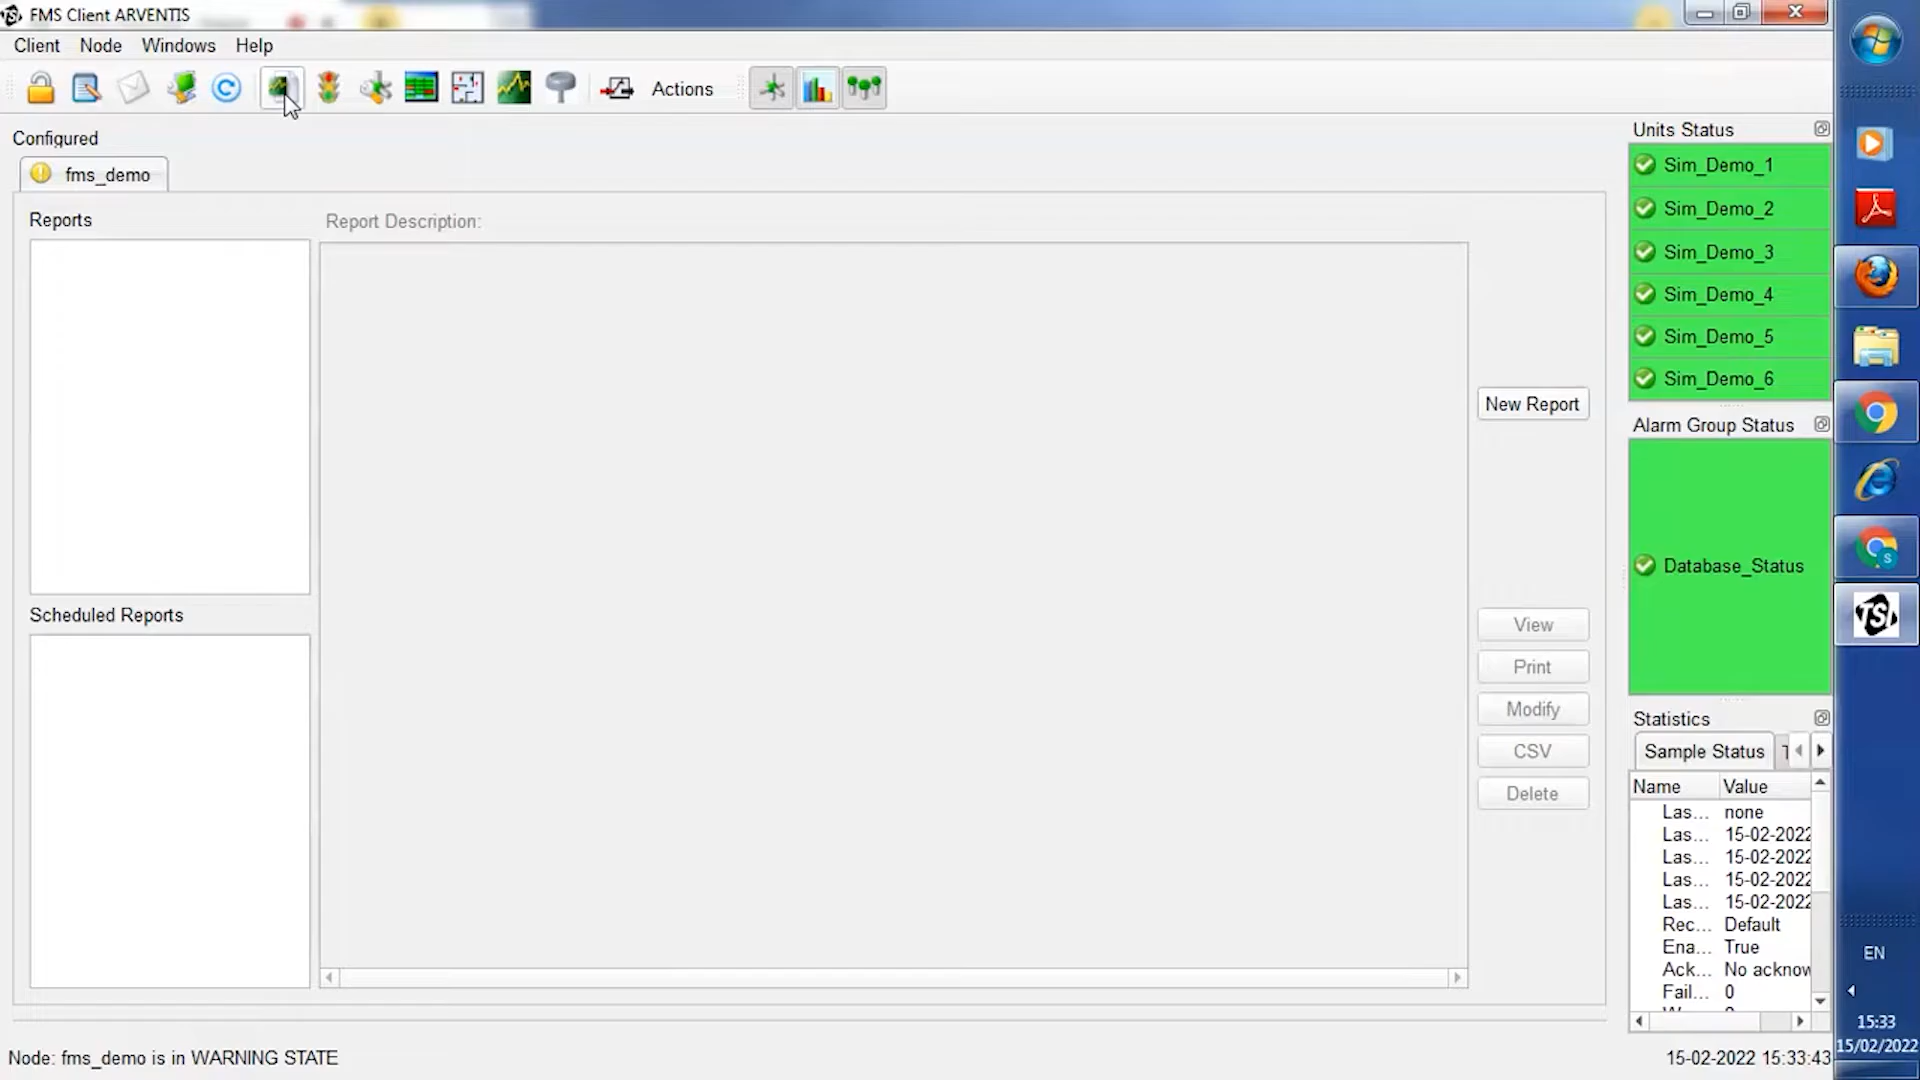 FMS Client ARVENTIS
Client Node Windows Help
Actions
Configured
fms_demo
Reports
Report Description:
New Report
View
Print
Modify
CSV
Delete
Scheduled Reports
Units Status
Sim_Demo_1
Sim_Demo_2
Sim_Demo_3
Sim_Demo_4
Sim_Demo_5
Sim_Demo_6
Alarm Group Status
Database_Status
Statistics
Sample Status
Name Value
Las... none
Las... 15-02-2022
Las... 15-02-2022
Las... 15-02-2022
Las... 15-02-2022
Rec... Default
Ena... True
Ack... No acknow
Fail... 0
TSI
EN
15:33
15/02/2022
Node: fms_demo is in WARNING STATE
15-02-2022 15:33:43